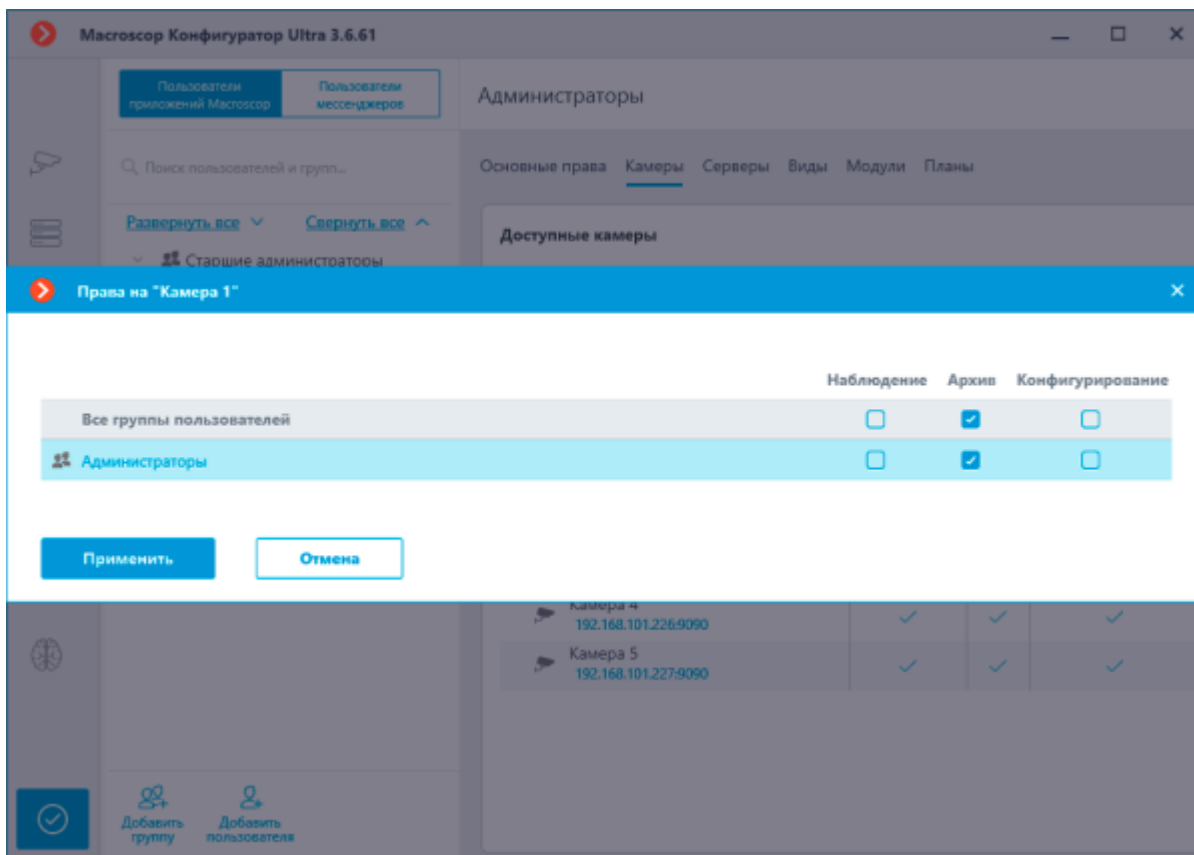 Macroscop Конфигуратор Ultra 3.6.61
Пользователи
приложений Macroscop
Пользователи
мессенджеров
Администраторы
Поиск пользователей и групп...
Основные права Камеры Серверы Виды Модули Планы
Развернуть все Свернуть все
Доступные камеры
Старшие администраторы
Права на "Камера 1"
Наблюдение Архив Конфигурирование
Все группы пользователей
Администраторы
Применить Отмена
Камера 4
192.168.101.226:9090
Камера 5
192.168.101.227:9090
Добавить
группу
Добавить
пользователя